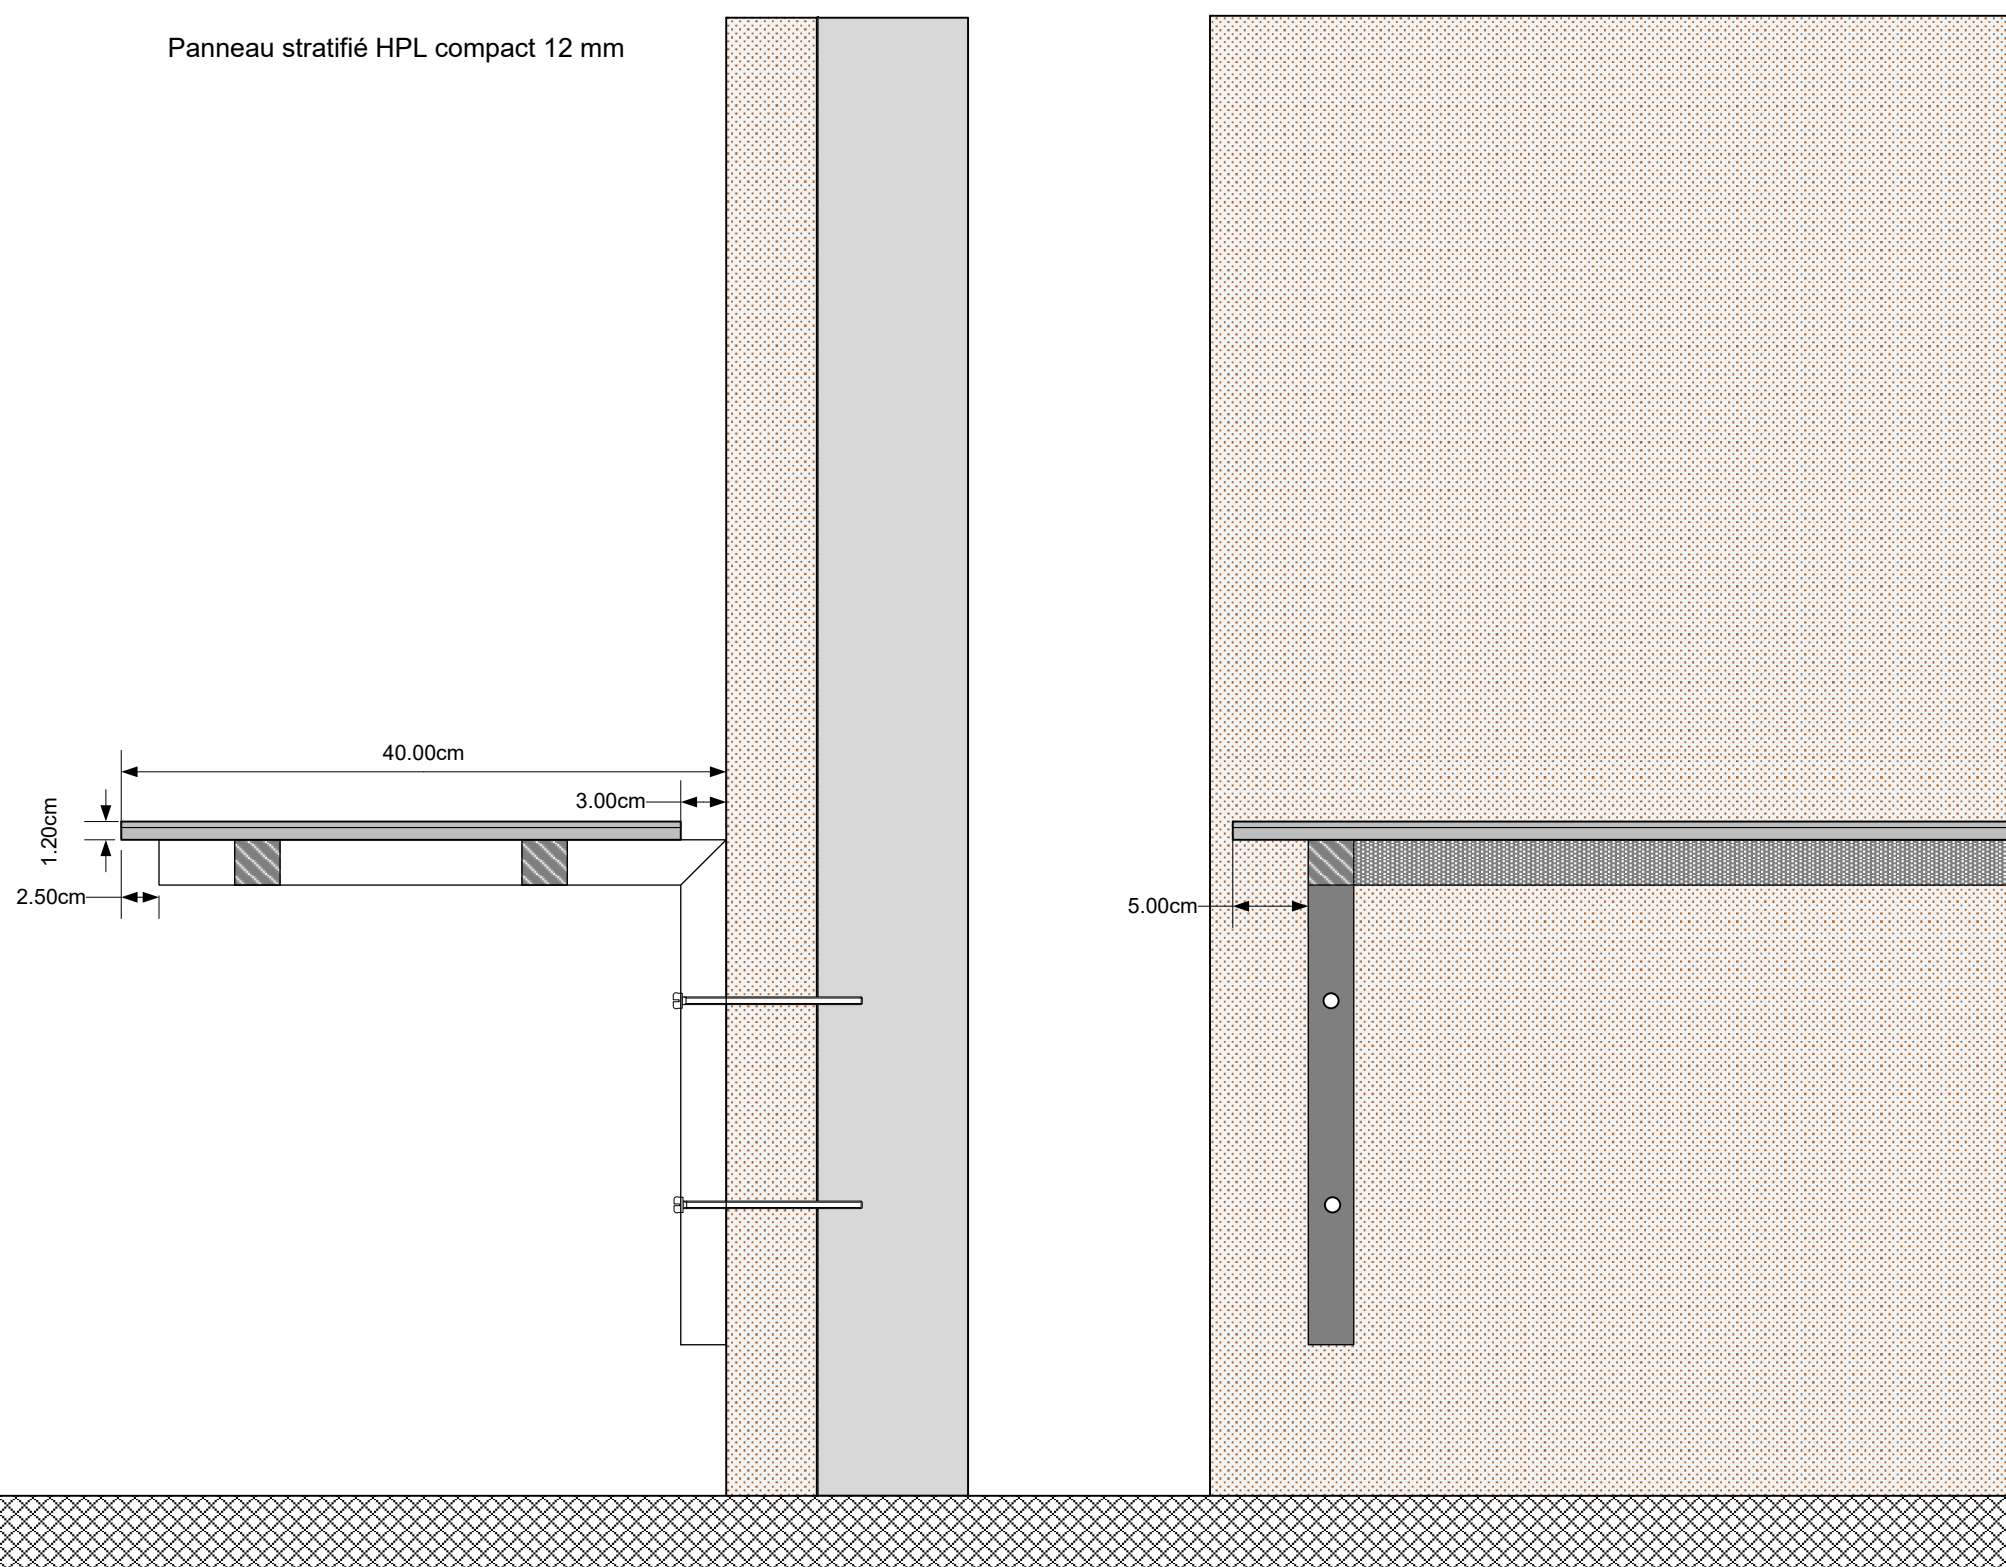 Panneau stratifié HPL compact 12 mm
40.00cm
3.00cm
1.20cm
2.50cm
5.00cm